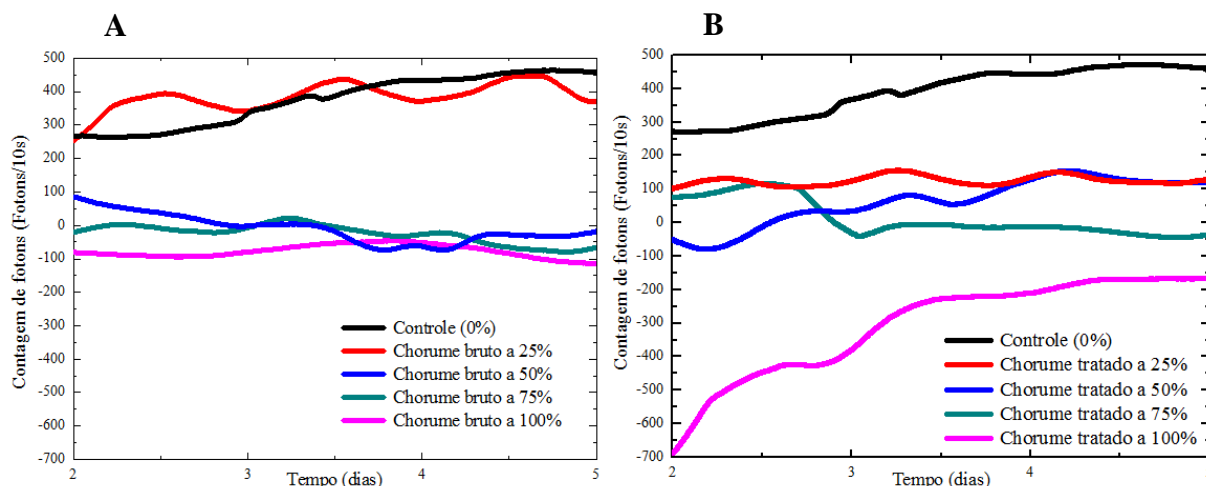 A
Contagem de fotons (Fotons/10s)
500
400
300
200
100
0
-100
-200
-300
-400
-500
-600
-700
Controle (0%)
Chorume bruto a 25%
Chorume bruto a 50%
Chorume bruto a 75%
Chorume bruto a 100%
2
3
4
5
Tempo (dias)
B
Contagem de fotons (Fotons/10s)
500
400
300
200
100
0
-100
-200
-300
-400
-500
-600
-700
Controle (0%)
Chorume tratado a 25%
Chorume tratado a 50%
Chorume tratado a 75%
Chorume tratado a 100%
2
3
4
Tempo (dias)